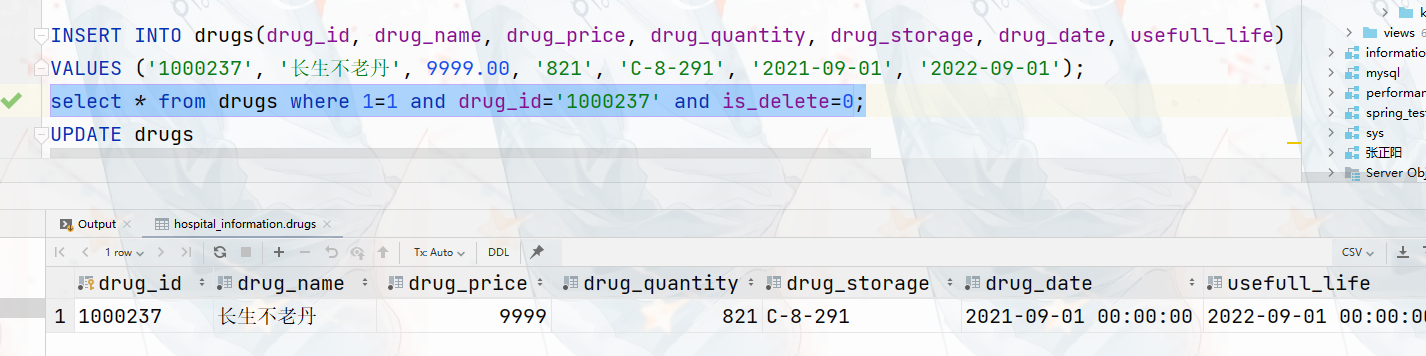 k
INSERT INTO drugs(drug_id, drug_name, drug_price, drug_quantity, drug_storage, drug_date, usefull_life)
views 6
information
VALUES ('1000237', '长生不老丹', 9999.00, '821', 'C-8-291', '2021-09-01', '2022-09-01');
mysql
performan
select * from drugs where 1=1 and drug_id='1000237' and is_delete=0;
spring_tes
UPDATE drugs
sys
张正阳
Server Obj
Output hospital_information.drugs
1 row Tx: Auto DDL CSV
drug_id drug_name drug_price drug_quantity drug_storage drug_date usefull_life
1 1000237 长生不老丹 9999 821 C-8-291 2021-09-01 00:00:00 2022-09-01 00:00:00